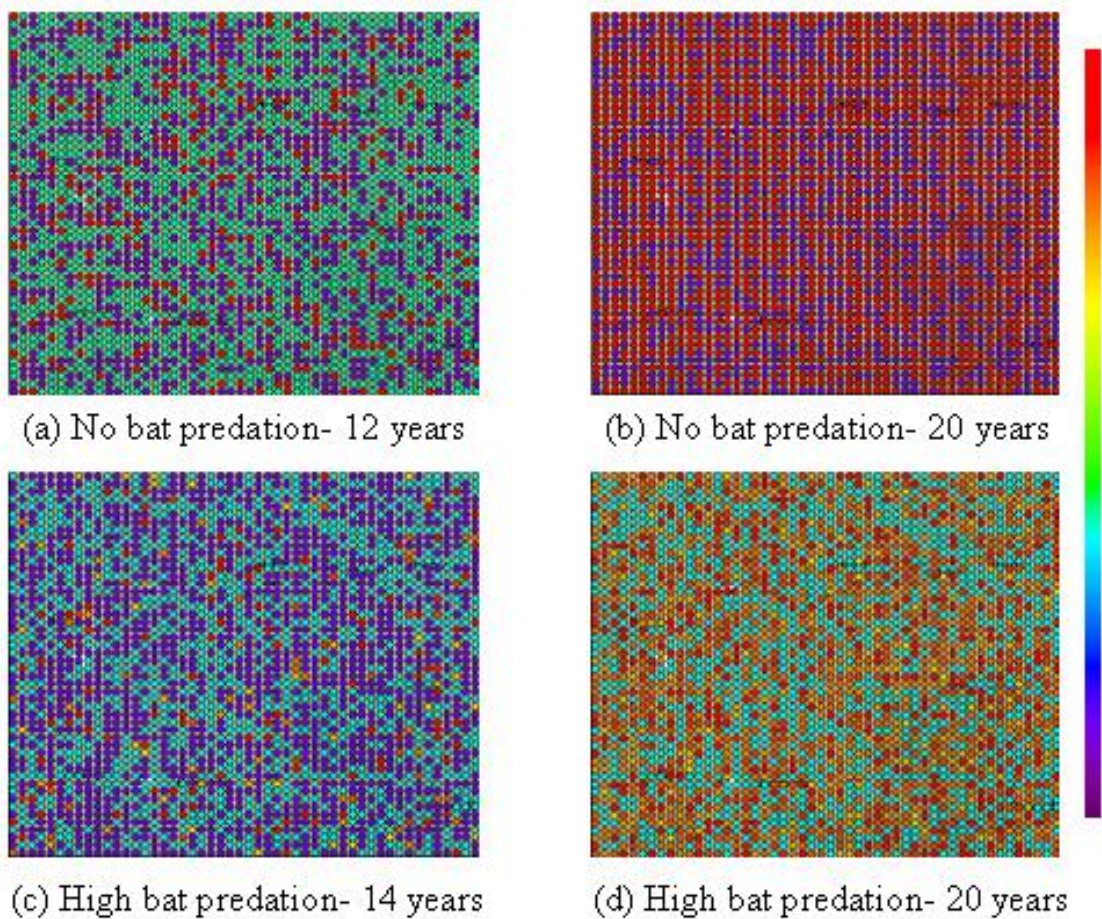 (a) No bat predation- 12 years
(b) No bat predation- 20 years
(c) High bat predation- 14 years
(d) High bat predation- 20 years